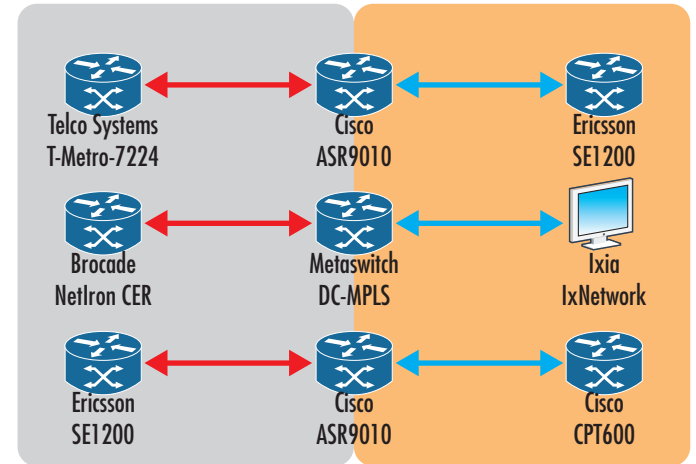 Telco Systems
T-Metro-7224
Cisco
ASR9010
Ericsson
SE1200
Brocade
NetIron CER
Metaswitch
DC-MPLS
Ixia
IxNetwork
Ericsson
SE1200
Cisco
ASR9010
Cisco
CPT600